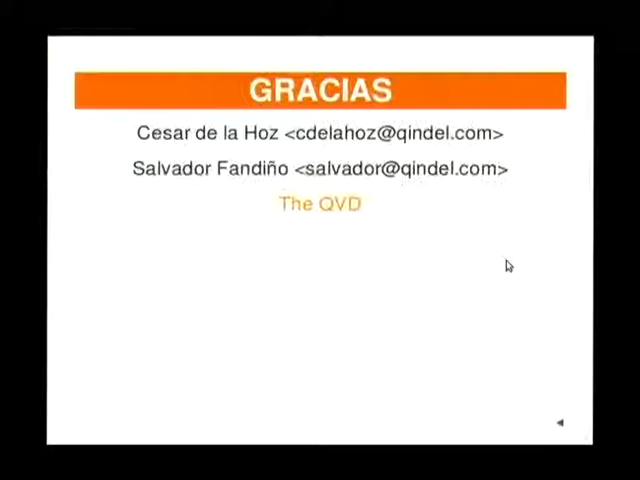 GRACIAS
Cesar de la Hoz <cdelahoz@qindel.com>
Salvador Fandiño <salvador@qindel.com>
The QVD